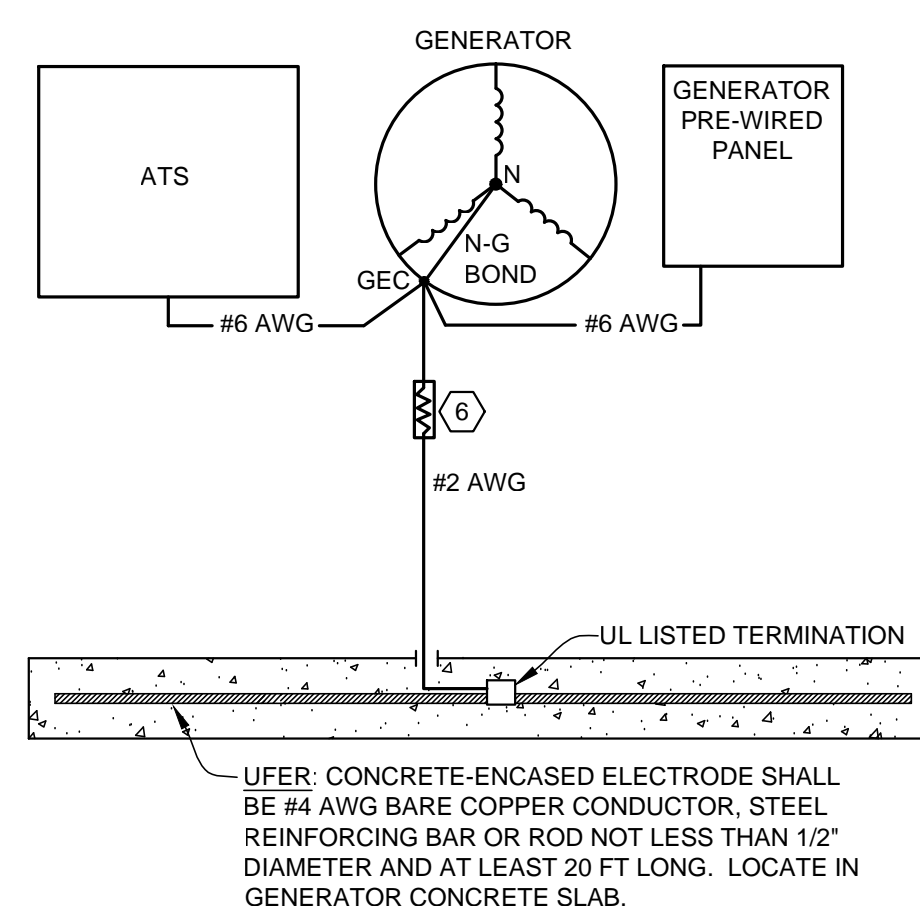 GENERATOR
ATS
GENERATOR
PRE-WIRED
PANEL
N
N-G
BOND
GEC
#6 AWG
#6 AWG
6
#2 AWG
UL LISTED TERMINATION
UFER: CONCRETE-ENCASED ELECTRODE SHALL
BE #4 AWG BARE COPPER CONDUCTOR, STEEL
REINFORCING BAR OR ROD NOT LESS THAN 1/2"
DIAMETER AND AT LEAST 20 FT LONG.  LOCATE IN
GENERATOR CONCRETE SLAB.